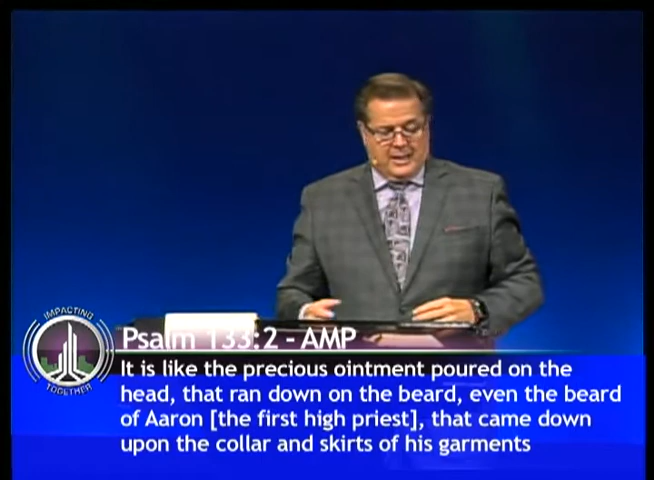 IMPACTING
TOGETHER
Psalm 133:2 - AMP
It is like the precious ointment poured on the
head, that ran down on the beard, even the beard
of Aaron [the first high priest], that came down
upon the collar and skirts of his garments